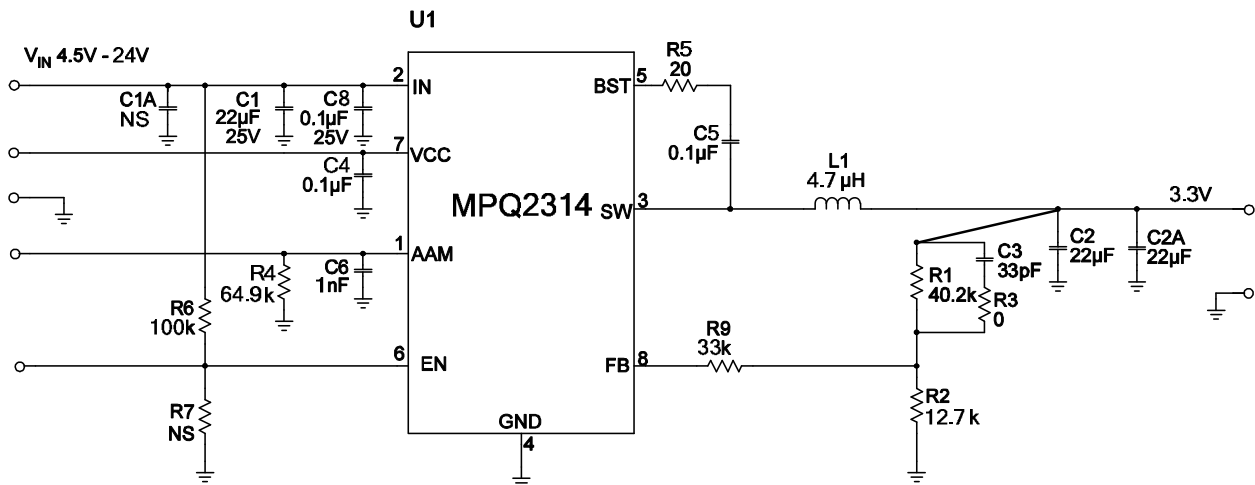 U1
V_IN 4.5V - 24V
C1A
NS
C1
22µF
25V
C8
0.1µF
25V
2
IN
7
VCC
C4
0.1µF
MPQ2314
BST
5
R5
20
C5
0.1µF
SW
3
L1
4.7 µH
3.3V
1
AAM
R4
64.9k
C6
1nF
C3
33pF
R1
40.2k
R3
0
C2
22µF
C2A
22µF
R6
100k
6
EN
FB
8
R9
33k
R7
NS
GND
4
R2
12.7k